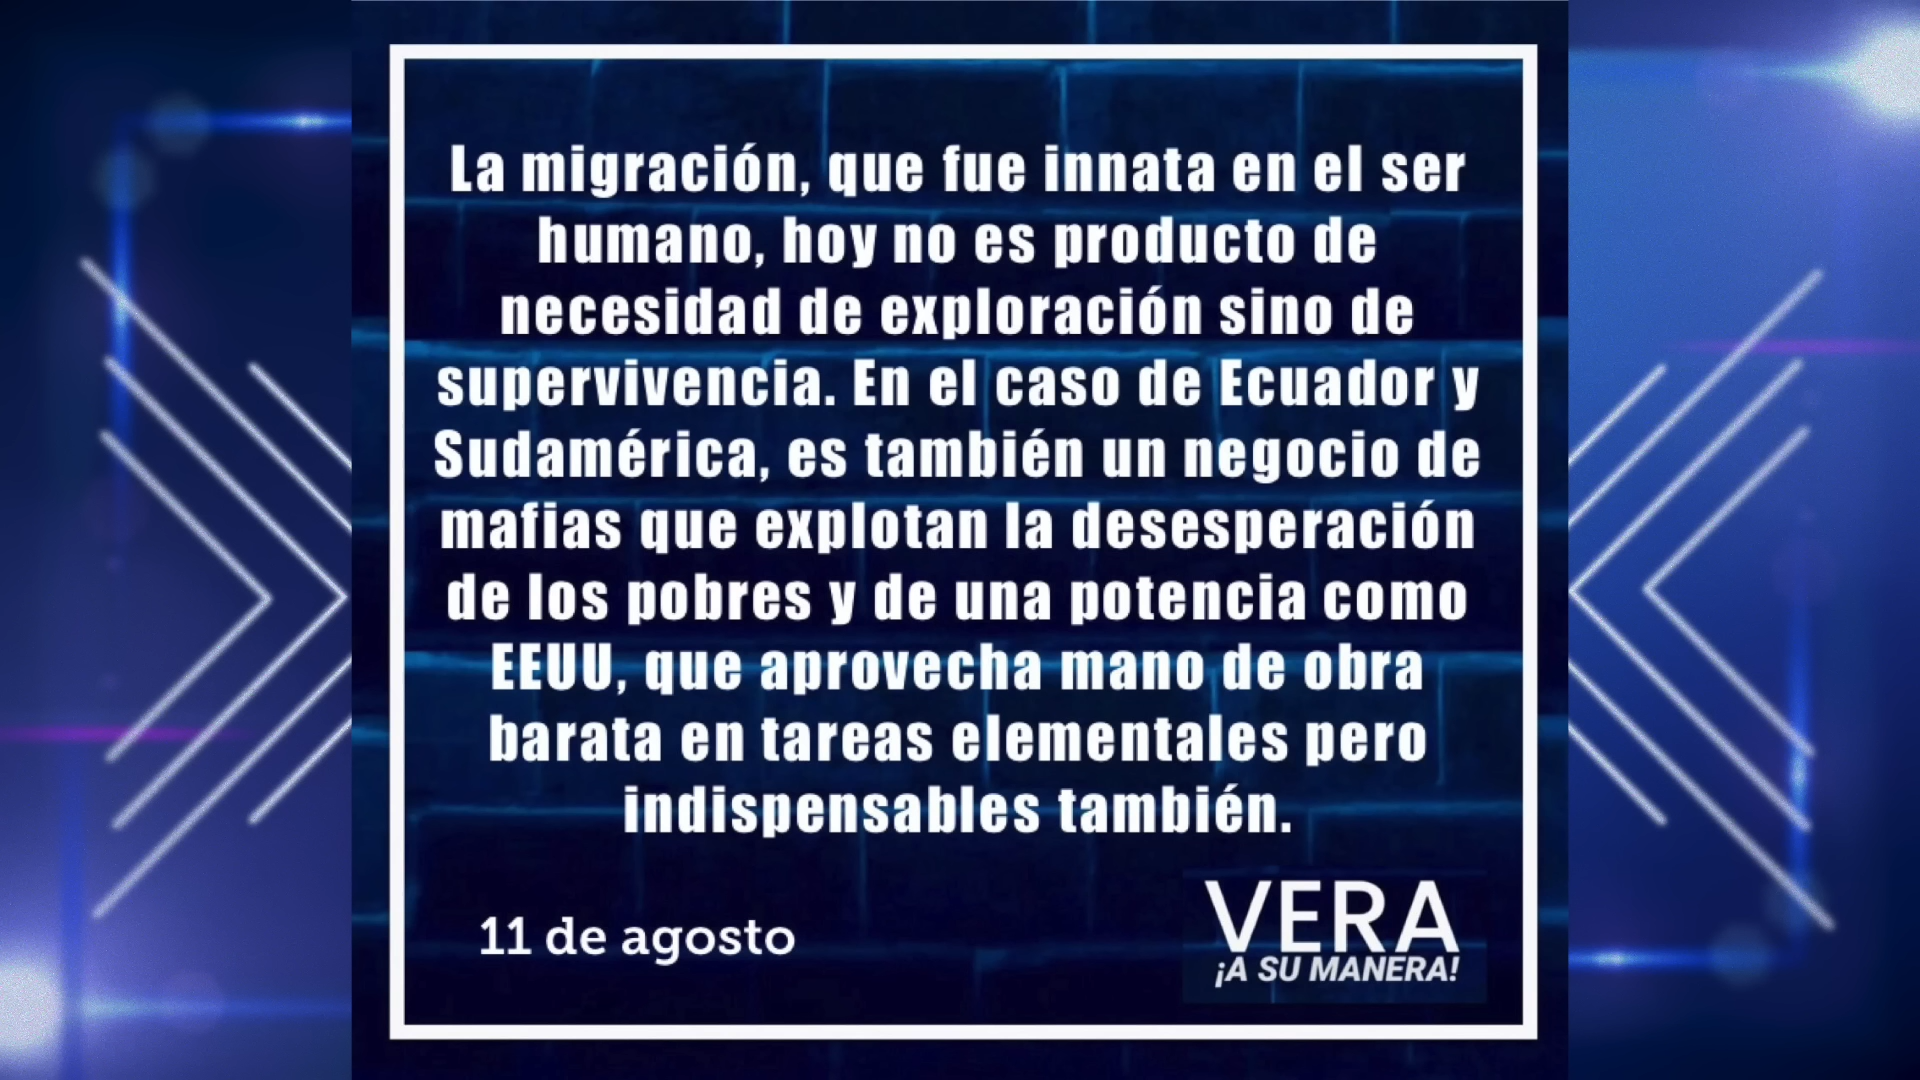 La migración, que fue innata en el ser
humano, hoy no es producto de
necesidad de exploración sino de
supervivencia. En el caso de Ecuador y
Sudamérica, es también un negocio de
mafias que explotan la desesperación
de los pobres y de una potencia como
EEUU, que aprovecha mano de obra
barata en tareas elementales pero
indispensables también.
11 de agosto
VERA
¡A SU MANERA!